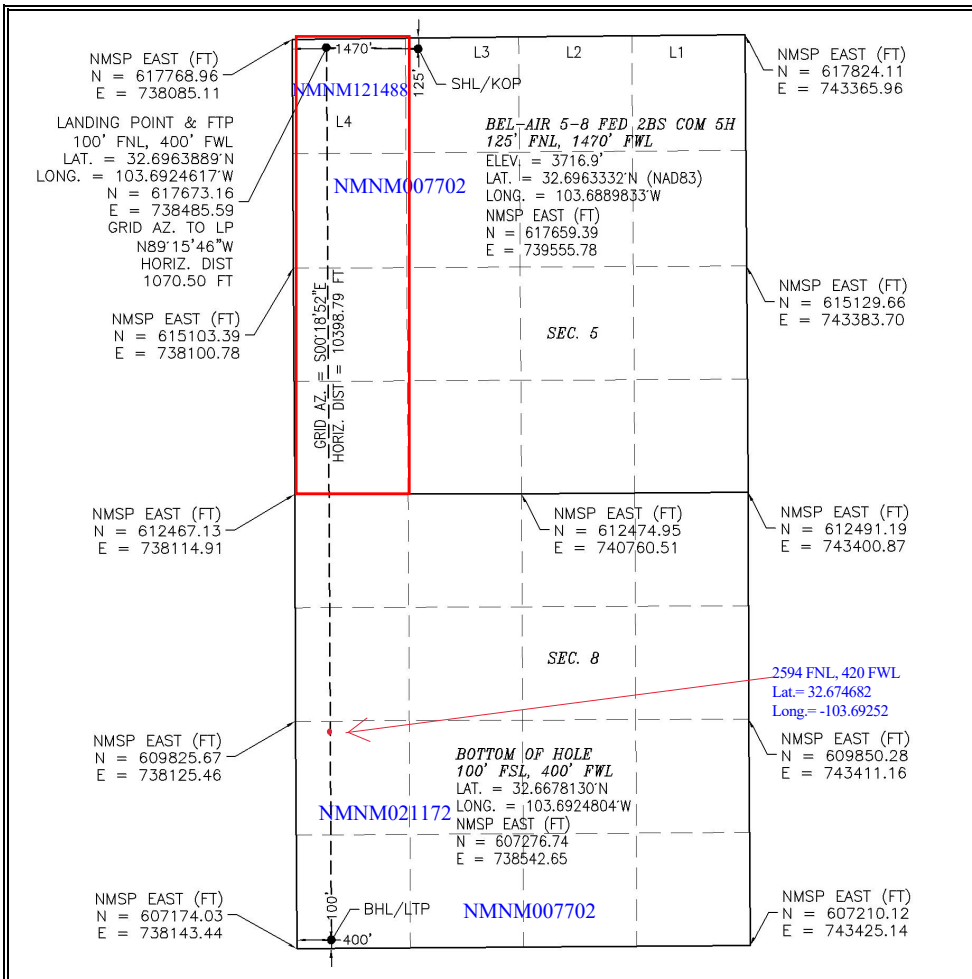 NMSP EAST (FT)
N = 617768.96
E = 738085.11
1470'
125'
SHL/KOP
L3
L2
L1
NMSP EAST (FT)
N = 617824.11
E = 743365.96
NMNM121488
L4
LANDING POINT & FTP
100' FNL, 400' FWL
LAT. = 32.6963889'N
LONG. = 103.6924617'W
N = 617673.16
E = 738485.59
GRID AZ. TO LP
N89°15'46"W
HORIZ. DIST
1070.50 FT
BEL-AIR 5-8 FED 2BS COM 5H
125' FNL, 1470' FWL
ELEV. = 3716.9'
LAT. = 32.6963332'N (NAD83)
LONG. = 103.6889833'W
NMSP EAST (FT)
N = 617659.39
E = 739555.78
NMNM007702
NMSP EAST (FT)
N = 615103.39
E = 738100.78
GRID AZ. = S00°18'52"E
HORIZ. DIST = 10398.79 FT
SEC. 5
NMSP EAST (FT)
N = 615129.66
E = 743383.70
NMSP EAST (FT)
N = 612467.13
E = 738114.91
NMSP EAST (FT)
N = 612474.95
E = 740760.51
NMSP EAST (FT)
N = 612491.19
E = 743400.87
SEC. 8
2594 FNL, 420 FWL
Lat.= 32.674682
Long.= -103.69252
NMSP EAST (FT)
N = 609825.67
E = 738125.46
BOTTOM OF HOLE
100' FSL, 400' FWL
LAT. = 32.6678130'N
LONG. = 103.6924804'W
NMSP EAST (FT)
N = 607276.74
E = 738542.65
NMSP EAST (FT)
N = 609850.28
E = 743411.16
NMNM021172
NMSP EAST (FT)
N = 607174.03
E = 738143.44
100'
BHL/LTP
400'
NMNM007702
NMSP EAST (FT)
N = 607210.12
E = 743425.14